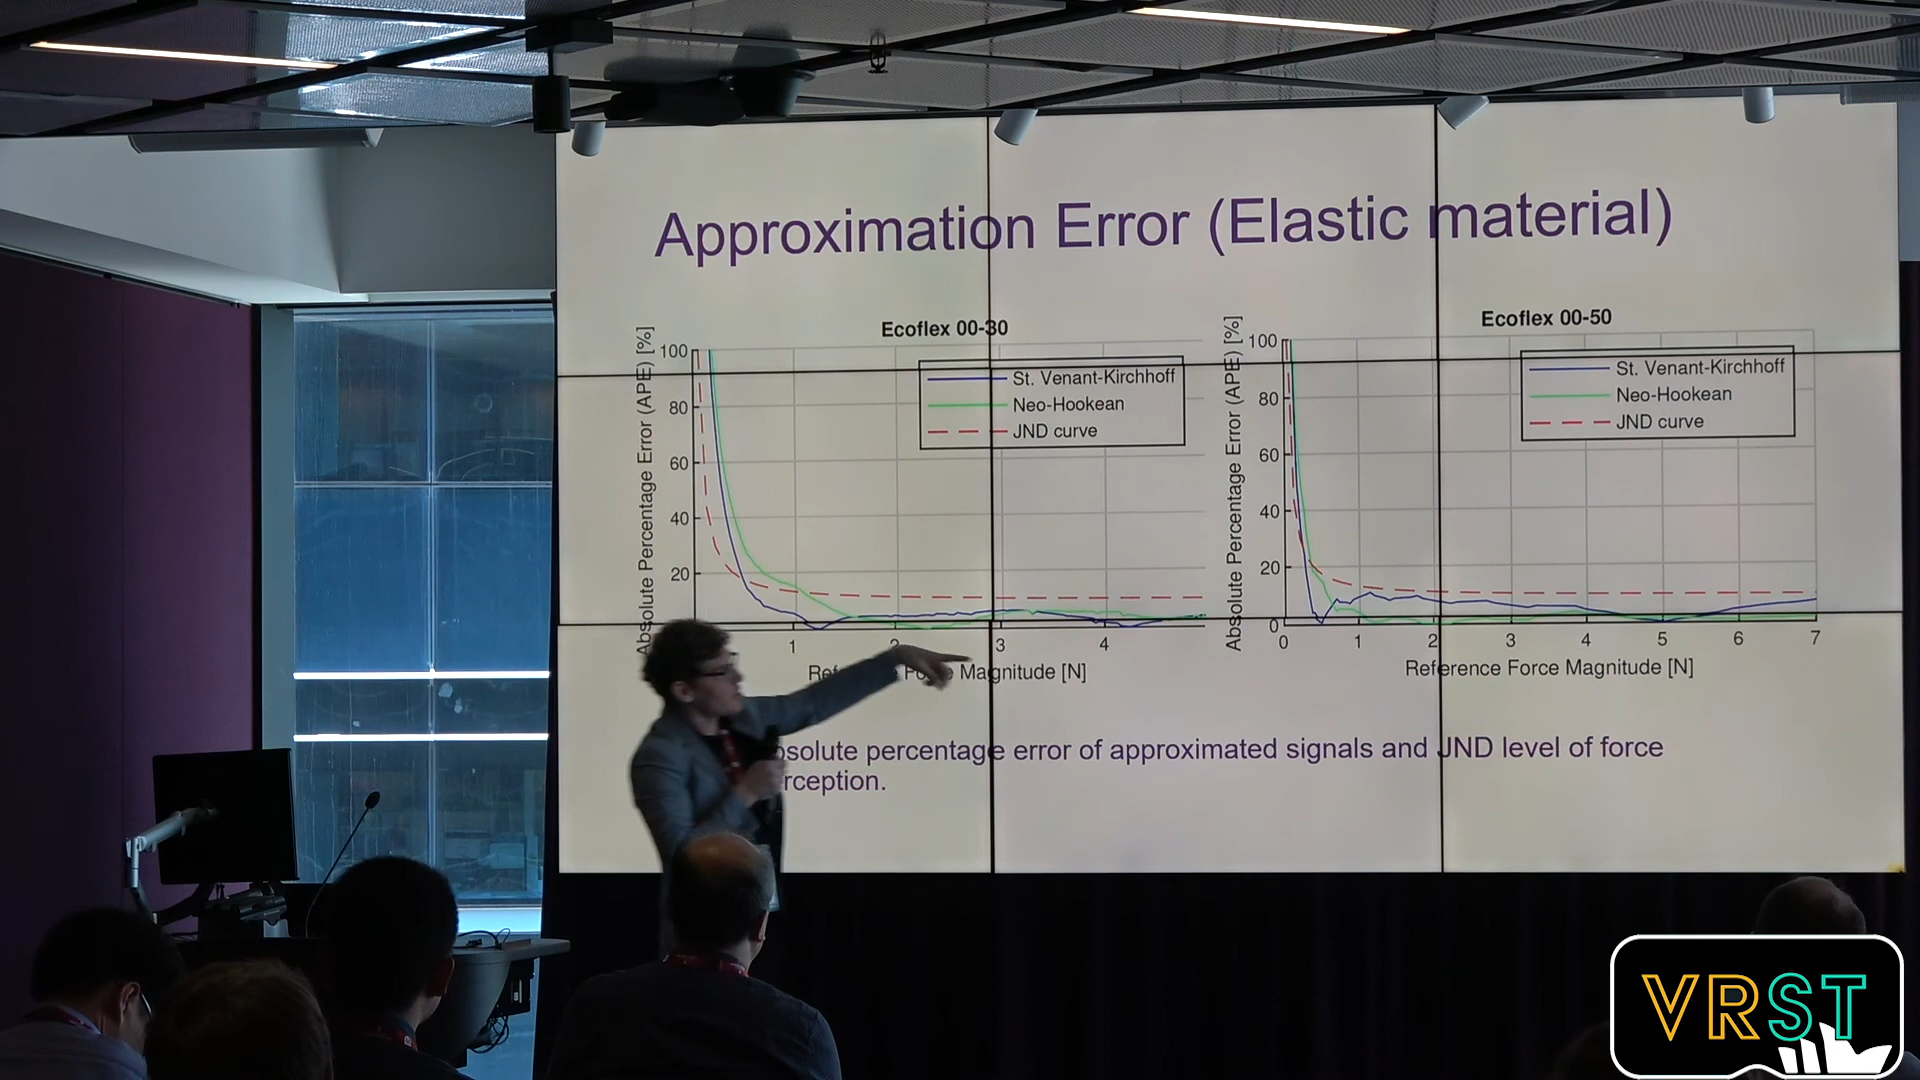 Approximation Error (Elastic material)
Ecoflex 00-30
Absolute Percentage Error (APE) [%]
100
80
60
40
20
St. Venant-Kirchhoff
Neo-Hookean
JND curve
1
2
3
4
Magnitude [N]
Ecoflex 00-50
Absolute Percentage Error (APE) [%]
100
80
60
40
20
0
St. Venant-Kirchhoff
Neo-Hookean
JND curve
0
1
2
3
4
5
6
7
Reference Force Magnitude [N]
bsolute percentage error of approximated signals and JND level of force
rception.
VRST